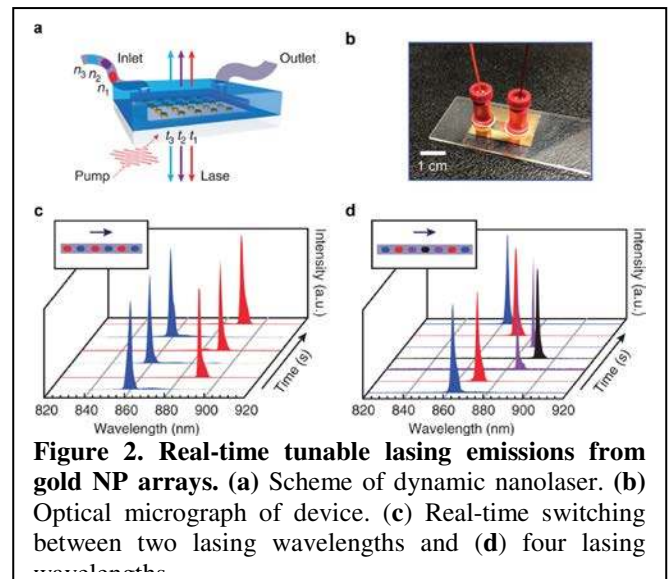 a
b
Inlet
Outlet
n3 n2
n1
t3 t2 t1
Pump
Lase
1 cm
c
d
Intensity (a.u.)
Intensity (a.u.)
Time (s)
Time (s)
820 840 860 880 900 920
820 840 860 880 900 920
Wavelength (nm)
Wavelength (nm)
Figure 2. Real-time tunable lasing emissions from
gold NP arrays. (a) Scheme of dynamic nanolaser. (b)
Optical micrograph of device. (c) Real-time switching
between two lasing wavelengths and (d) four lasing